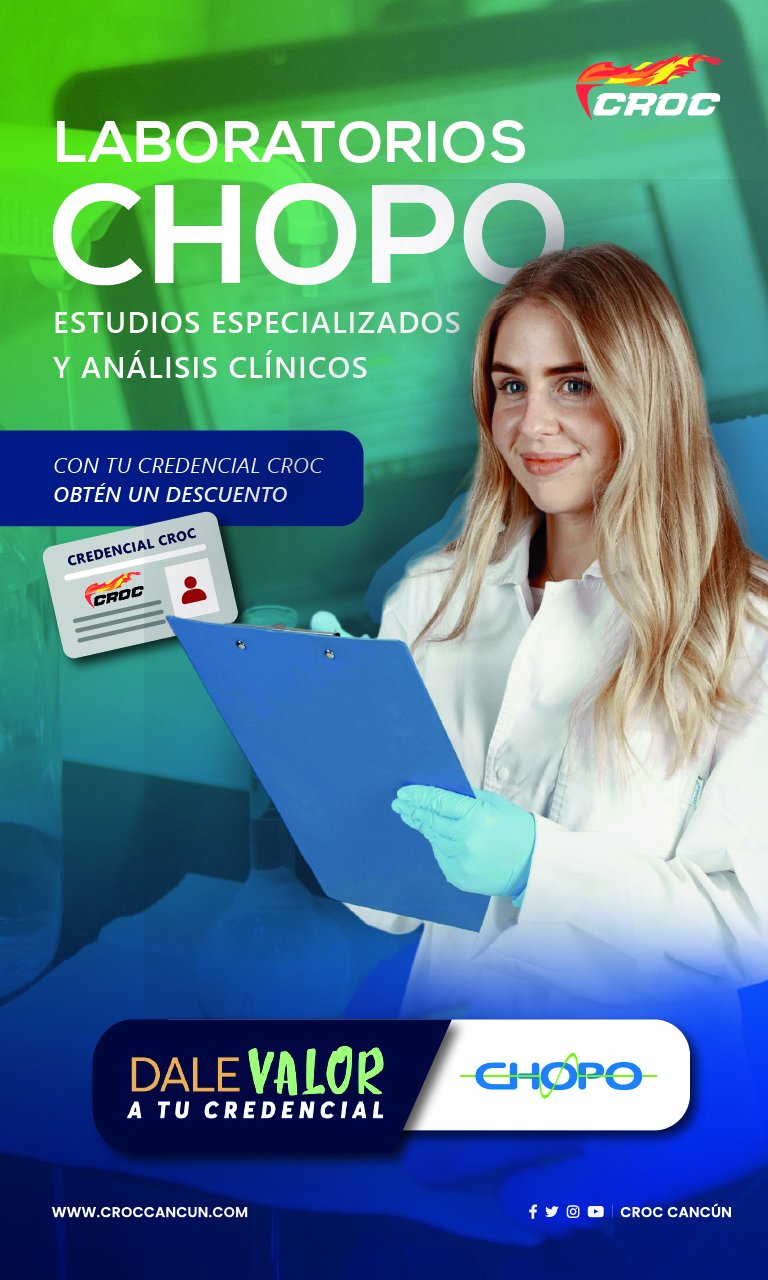 CROC
LABORATORIOS
CHOPO
ESTUDIOS ESPECIALIZADOS
Y ANÁLISIS CLÍNICOS
CON TU CREDENCIAL CROC
OBTÉN UN DESCUENTO
CREDENCIAL CROC
CROC
DALE VALOR
A TU CREDENCIAL
CHOPO
WWW.CROCCANCUN.COM
CROC CANCÚN